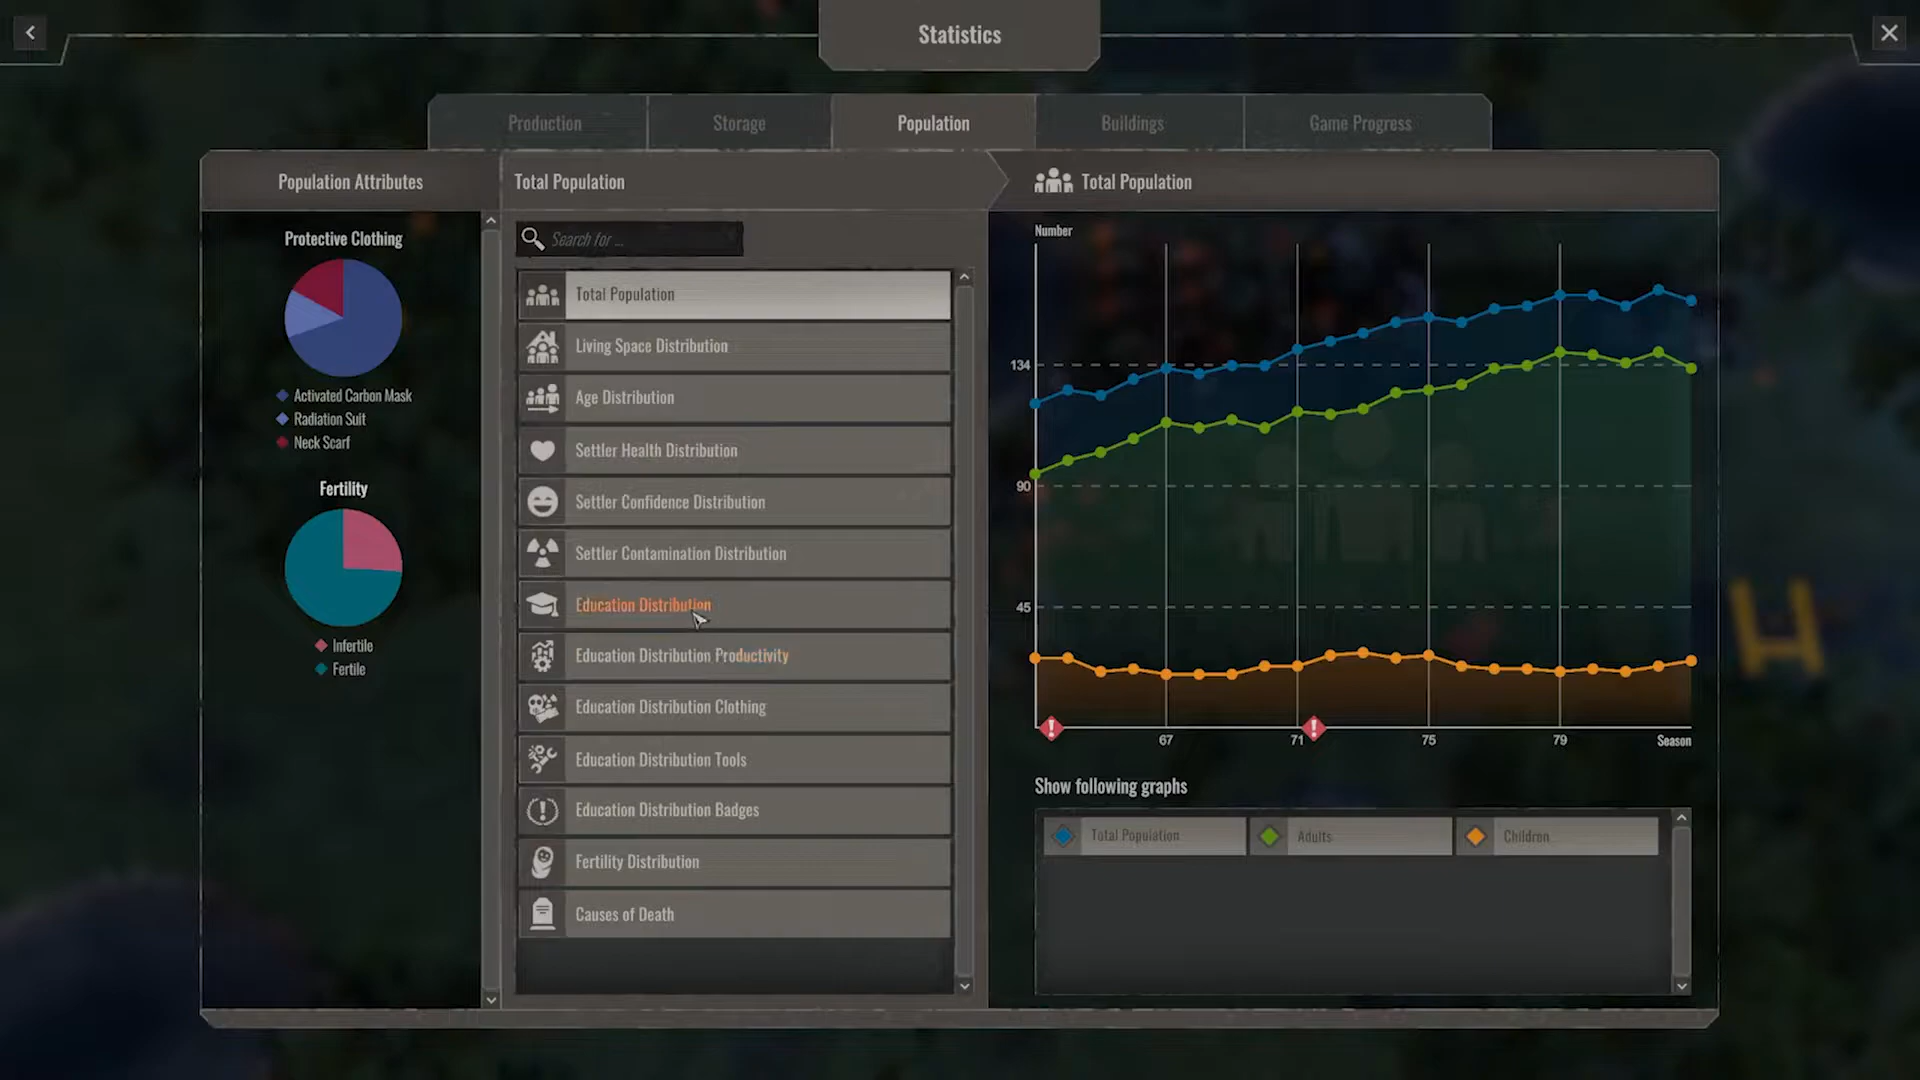 Statistics
Production
Storage
Population
Buildings
Game Progress
Population Attributes
Total Population
Total Population
Protective Clothing
Activated Carbon Mask
Radiation Suit
Neck Scarf
Fertility
Infertile
Fertile
Search for ...
Total Population
Living Space Distribution
Age Distribution
Settler Health Distribution
Settler Confidence Distribution
Settler Contamination Distribution
Education Distribution
Education Distribution Productivity
Education Distribution Clothing
Education Distribution Tools
Education Distribution Badges
Fertility Distribution
Causes of Death
Number
134
90
45
67
71
75
79
Season
Show following graphs
Total Population
Adults
Children